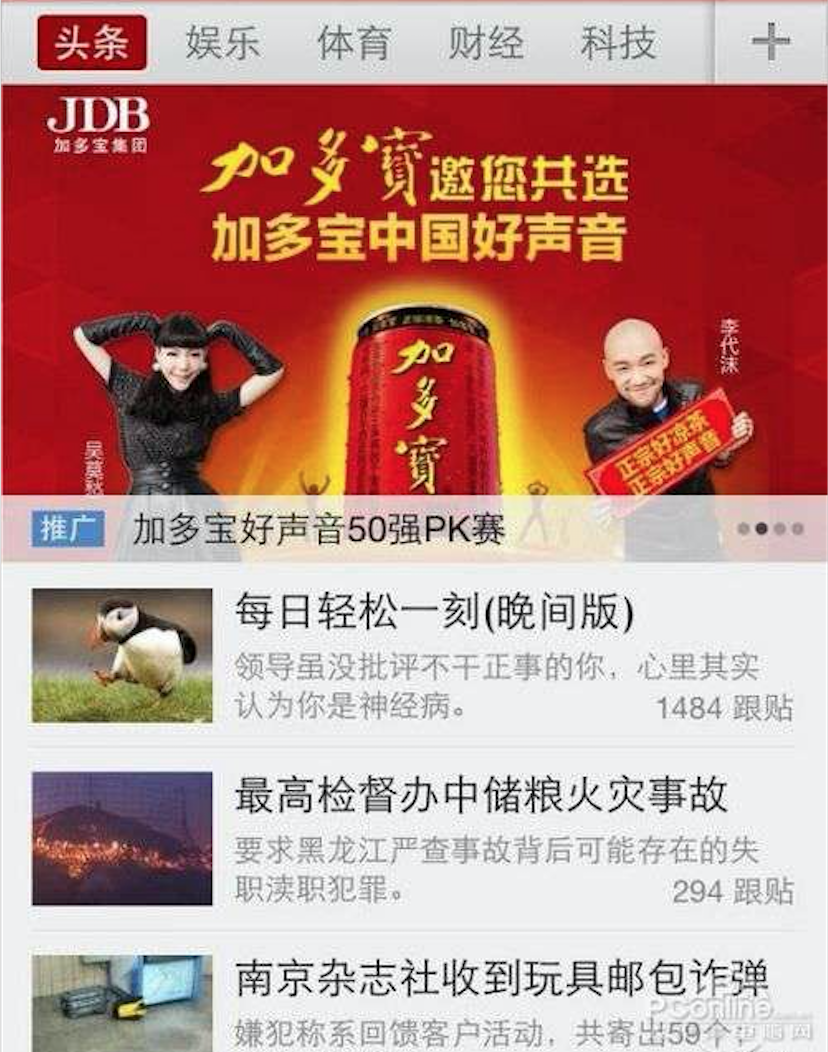 头条 娱乐 体育 财经 科技
JDB
加多宝集团
加多寶邀您共选
加多宝中国好声音
李代沫
加多寶
正宗好凉茶
正宗好声音
吴莫愁
推广 加多宝好声音50强PK赛
每日轻松一刻(晚间版)
领导虽没批评不干正事的你，心里其实
认为你是神经病。
1484 跟贴
最高检督办中储粮火灾事故
要求黑龙江严查事故背后可能存在的失
职渎职犯罪。
294 跟贴
南京杂志社收到玩具邮包诈弹
嫌犯称系回馈客户活动，共寄出59个，
PConline